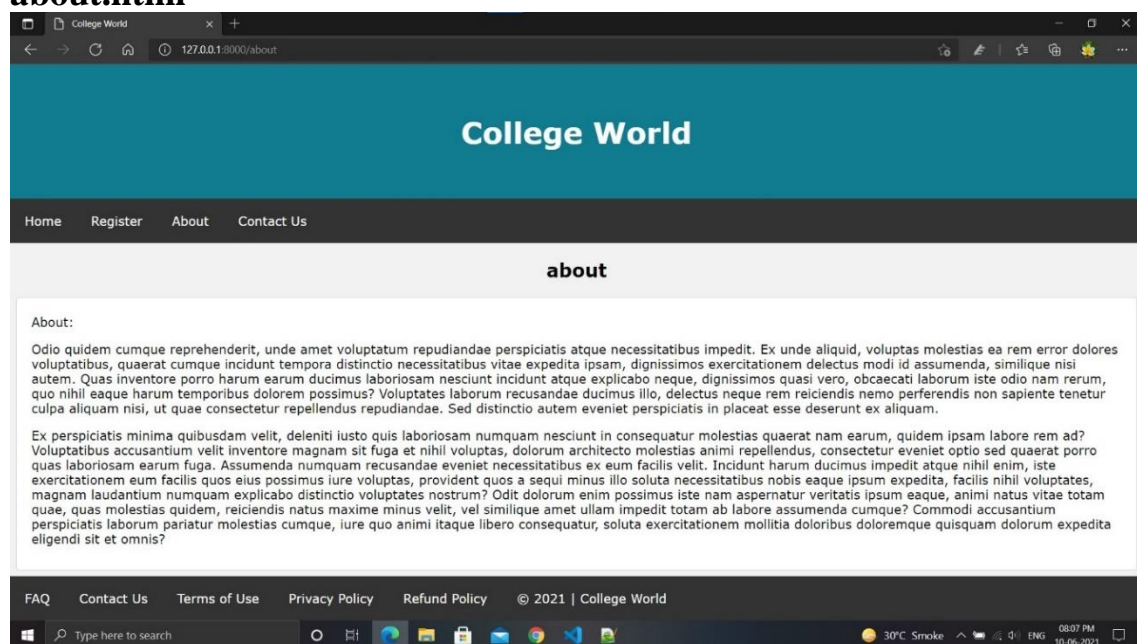 about.html
College World
127.0.0.1:8000/about
College World
Home Register About Contact Us
about
About:
Odio quidem cumque reprehenderit, unde amet voluptatum repudiandae perspiciatis atque necessitatibus impedit. Ex unde aliquid, voluptas molestias ea rem error dolores
voluptatibus, quaerat cumque incidunt tempora distinctio necessitatibus vitae expedita ipsam, dignissimos exercitationem delectus modi id assumenda, similique nisi
autem. Quas inventore porro harum earum ducimus laboriosam nesciunt incidunt atque explicabo neque, dignissimos quasi vero, obcaecati laborum iste odio nam rerum,
quo nihil eaque harum temporibus dolorem possimus? Voluptates laborum recusandae ducimus illo, delectus neque rem reiciendis nemo perferendis non sapiente tenetur
culpa aliquam nisi, ut quae consectetur repellendus repudiandae. Sed distinctio autem eveniet perspiciatis in placeat esse deserunt ex aliquam.
Ex perspiciatis minima quibusdam velit, deleniti iusto quis laboriosam numquam nesciunt in consequatur molestias quaerat nam earum, quidem ipsam labore rem ad?
Voluptatibus accusantium velit inventore magnam sit fuga et nihil voluptas, dolorum architecto molestias animi repellendus, consectetur eveniet optio sed quaerat porro
quas laboriosam earum fuga. Assumenda numquam recusandae eveniet necessitatibus ex eum facilis velit. Incidunt harum ducimus impedit atque nihil enim, iste
exercitationem eum facilis quos eius possimus iure voluptas, provident quos a sequi minus illo soluta necessitatibus nobis eaque ipsum expedita, facilis nihil voluptates,
magnam laudantium numquam explicabo distinctio voluptates nostrum? Odit dolorum enim possimus iste nam aspernatur veritatis ipsum eaque, animi natus vitae totam
quae, quas molestias quidem, reiciendis natus maxime minus velit, vel similique amet ullam impedit totam ab labore assumenda cumque? Commodi accusantium
perspiciatis laborum pariatur molestias cumque, iure quo animi itaque libero consequatur, soluta exercitationem mollitia doloribus doloremque quisquam dolorum expedita
eligendi sit et omnis?
FAQ Contact Us Terms of Use Privacy Policy Refund Policy © 2021 | College World
Type here to search
30°C Smoke ENG 08:07 PM
10-06-2021